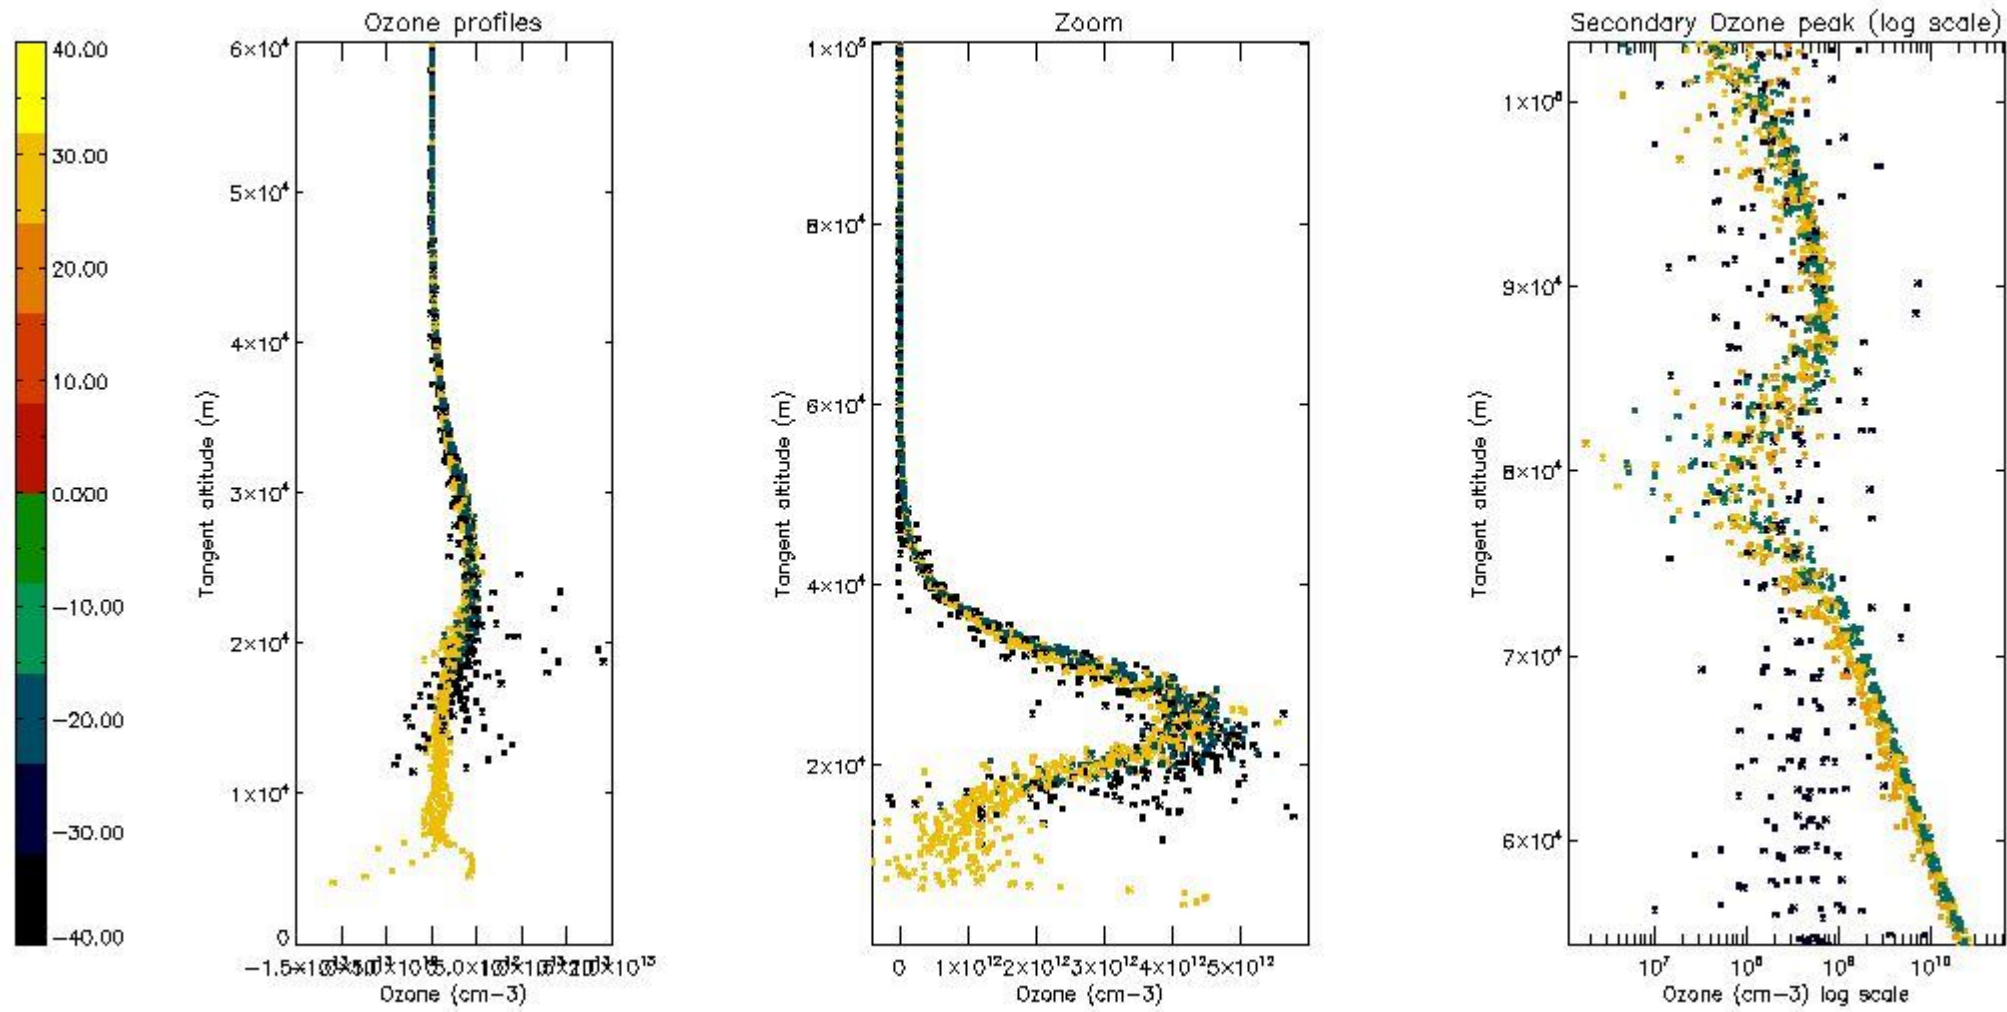 Ozone profiles
Zoom
Secondary Ozone peak (log scale)
40.00
30.00
20.00
10.00
0.000
−10.00
−20.00
−30.00
−40.00
6×10⁴
5×10⁴
4×10⁴
3×10⁴
2×10⁴
1×10⁴
0
Tangent altitude (m)
Ozone (cm−3)
1×10⁵
8×10⁴
6×10⁴
4×10⁴
2×10⁴
Tangent altitude (m)
0 1×10¹² 2×10¹² 3×10¹² 4×10¹² 5×10¹²
Ozone (cm−3)
1×10⁵
9×10⁴
8×10⁴
7×10⁴
6×10⁴
Tangent altitude (m)
10⁷ 10⁸ 10⁹ 10¹⁰
Ozone (cm−3) log scale